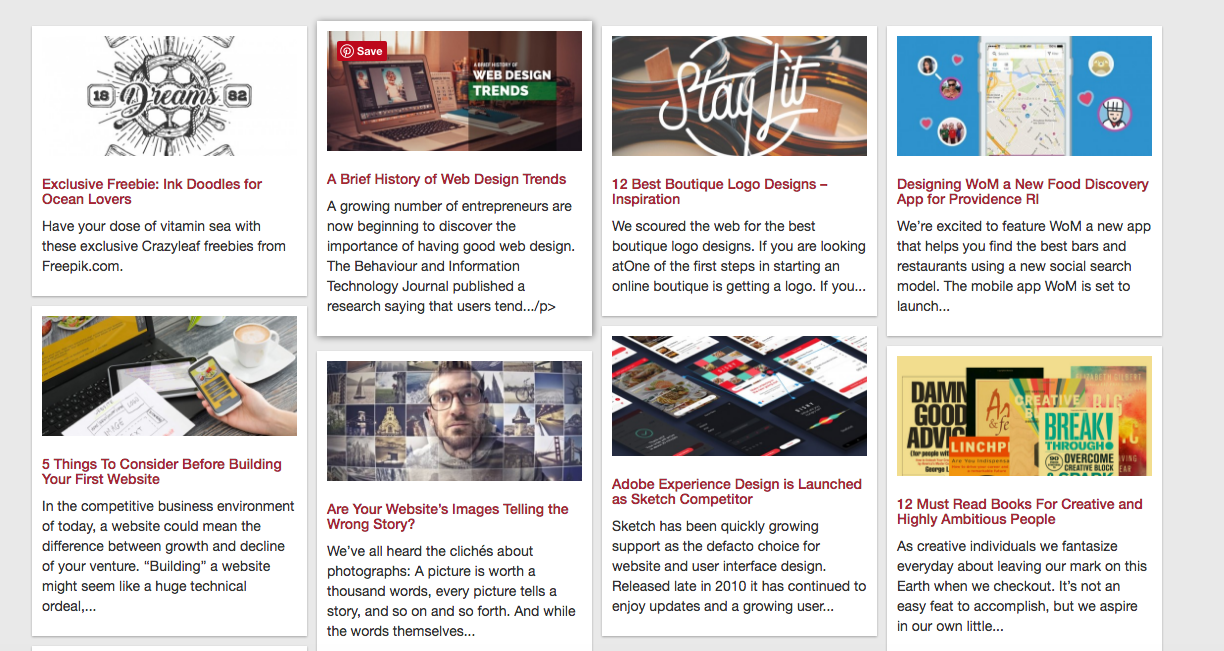 18 Dreams 82
Exclusive Freebie: Ink Doodles for
Ocean Lovers
Have your dose of vitamin sea with
these exclusive Crazyleaf freebies from
Freepik.com.
Save
A BRIEF HISTORY OF
WEB DESIGN
TRENDS
A Brief History of Web Design Trends
A growing number of entrepreneurs are
now beginning to discover the
importance of having good web design.
The Behaviour and Information
Technology Journal published a
research saying that users tend.../p>
Stay Lit
12 Best Boutique Logo Designs –
Inspiration
We scoured the web for the best
boutique logo designs. If you are looking
atOne of the first steps in starting an
online boutique is getting a logo. If you...
Search
Designing WoM a New Food Discovery
App for Providence RI
We're excited to feature WoM a new app
that helps you find the best bars and
restaurants using a new social search
model. The mobile app WoM is set to
launch...
IMAGE
5 Things To Consider Before Building
Your First Website
In the competitive business environment
of today, a website could mean the
difference between growth and decline
of your venture. “Building” a website
might seem like a huge technical
ordeal,...
Are Your Website's Images Telling the
Wrong Story?
We've all heard the clichés about
photographs: A picture is worth a
thousand words, every picture tells a
story, and so on and so forth. And while
the words themselves...
Adobe Experience Design is Launched
as Sketch Competitor
Sketch has been quickly growing
support as the defacto choice for
website and user interface design.
Released late in 2010 it has continued to
enjoy updates and a growing user...
DAMN
GOOD
ADVIC
(for people wit
George L
As
& fe
LINCHP
Are You Indispensa
CREATIVE
BIG
BREAK
THROUGH!
90
OVERCOME
CREATIVE BLOCK
& SPARK
12 Must Read Books For Creative and
Highly Ambitious People
As creative individuals we fantasize
everyday about leaving our mark on this
Earth when we checkout. It's not an
easy feat to accomplish, but we aspire
in our own little...